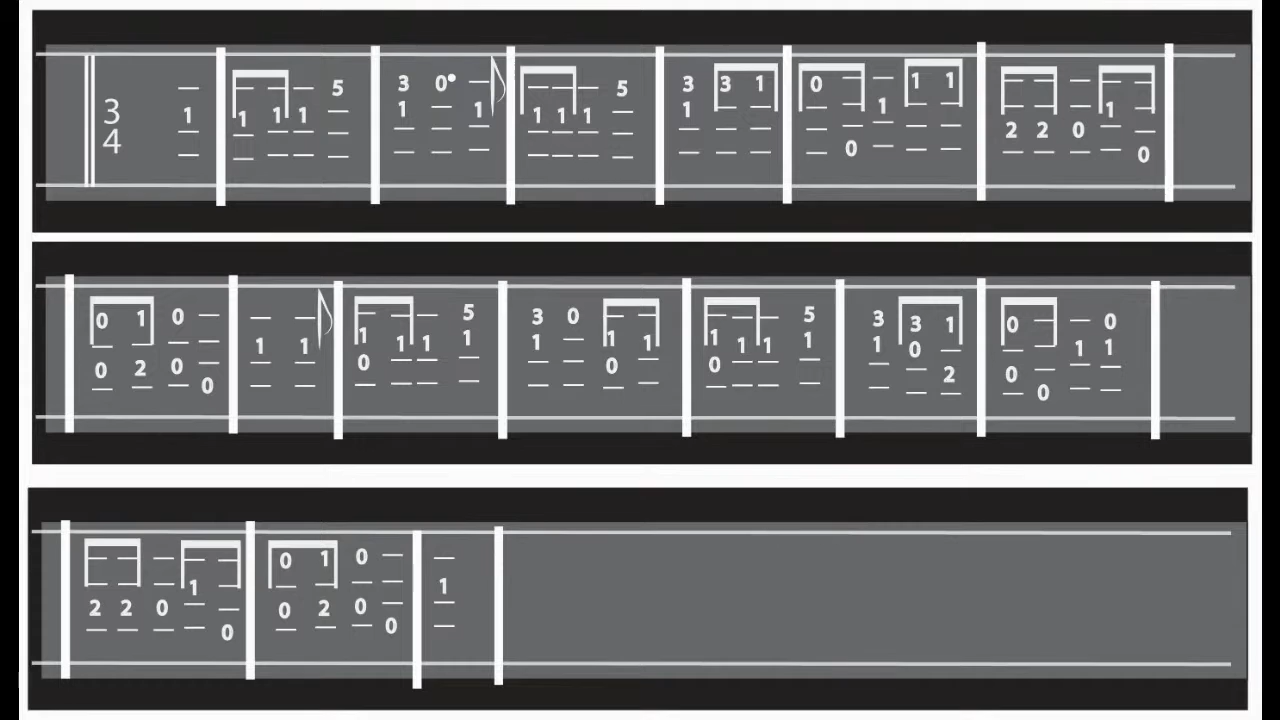 5 3 0 5 3 3 1 0 1 1
3 1 1 1 1 1 1 1 1 1 1 1 1
4 2 2 0
0 0
0 1 0 5 3 0 5 3 3 1 0 0
1 1 1 1 1 1 1 1 1 1 1 1 1 1 0 1 1
0 2 0 0 0 0 2 0
0 0
0 1 0
1 1
2 2 0 0 2 0
0 0